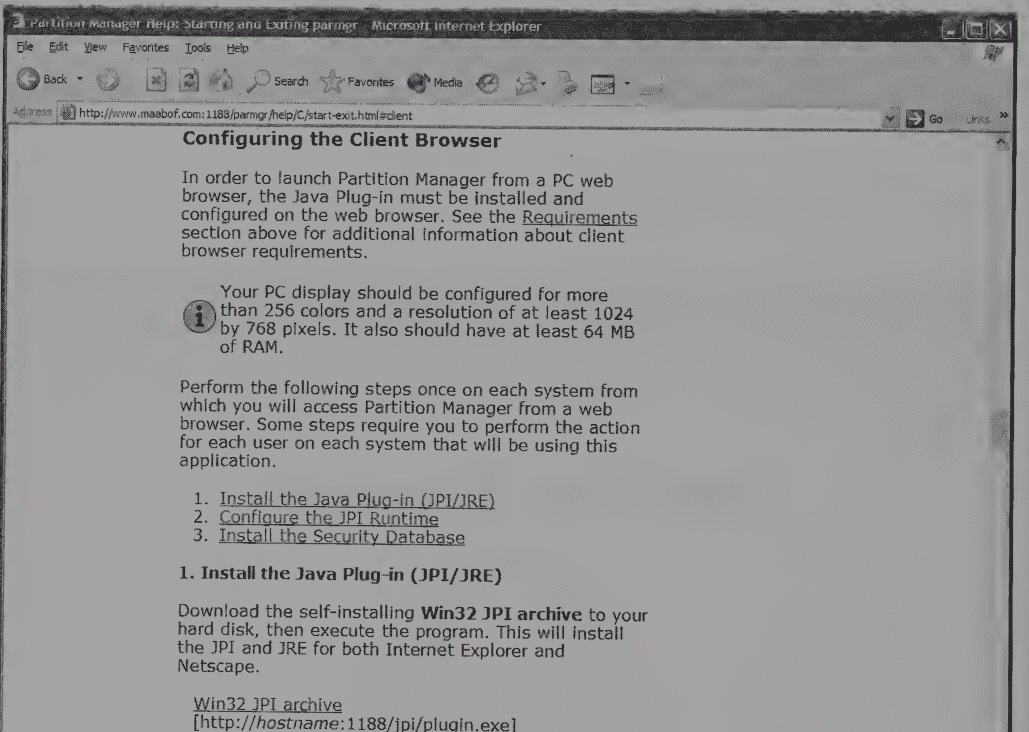 Partition Manager Help: Starting and Exiting parmgr - Microsoft Internet Explorer
File Edit View Favorites Tools Help
Back Search Favorites Media
Address http://www.maabof.com:1188/parmgr/help/C/start-exit.html#client Go Links »
Configuring the Client Browser
In order to launch Partition Manager from a PC web
browser, the Java Plug-in must be installed and
configured on the web browser. See the Requirements
section above for additional information about client
browser requirements.
Your PC display should be configured for more
than 256 colors and a resolution of at least 1024
by 768 pixels. It also should have at least 64 MB
of RAM.
Perform the following steps once on each system from
which you will access Partition Manager from a web
browser. Some steps require you to perform the action
for each user on each system that will be using this
application.
1. Install the Java Plug-in (JPI/JRE)
2. Configure the JPI Runtime
3. Install the Security Database
1. Install the Java Plug-in (JPI/JRE)
Download the self-installing Win32 JPI archive to your
hard disk, then execute the program. This will install
the JPI and JRE for both Internet Explorer and
Netscape.
Win32 JPI archive
[http://hostname:1188/jpi/plugin.exe]